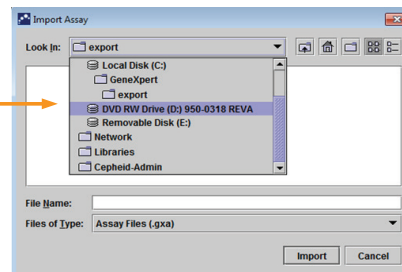 Import Assay
Look In: export
Local Disk (C:)
GeneXpert
export
DVD RW Drive (D:) 950-0318 REVA
Removable Disk (E:)
Network
Libraries
Cepheid-Admin
File Name:
Files of Type: Assay Files (.gxa)
Import Cancel